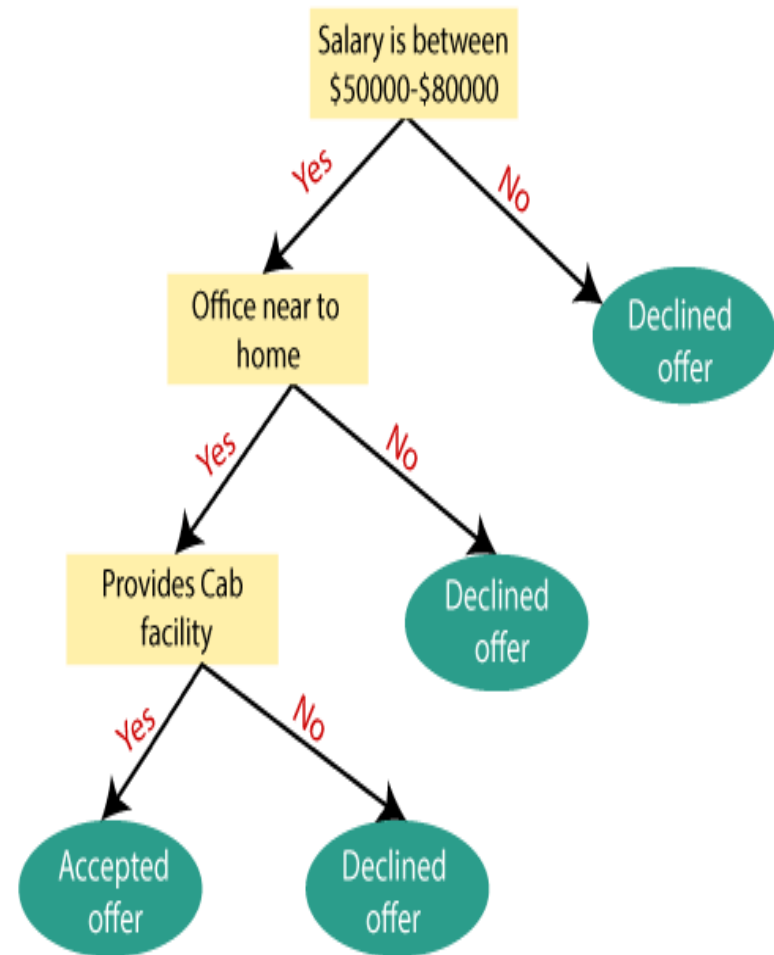 Salary is between
$50000-$80000
Yes
No
Office near to
home
Declined
offer
Yes
No
Provides Cab
facility
Declined
offer
Yes
No
Accepted
offer
Declined
offer